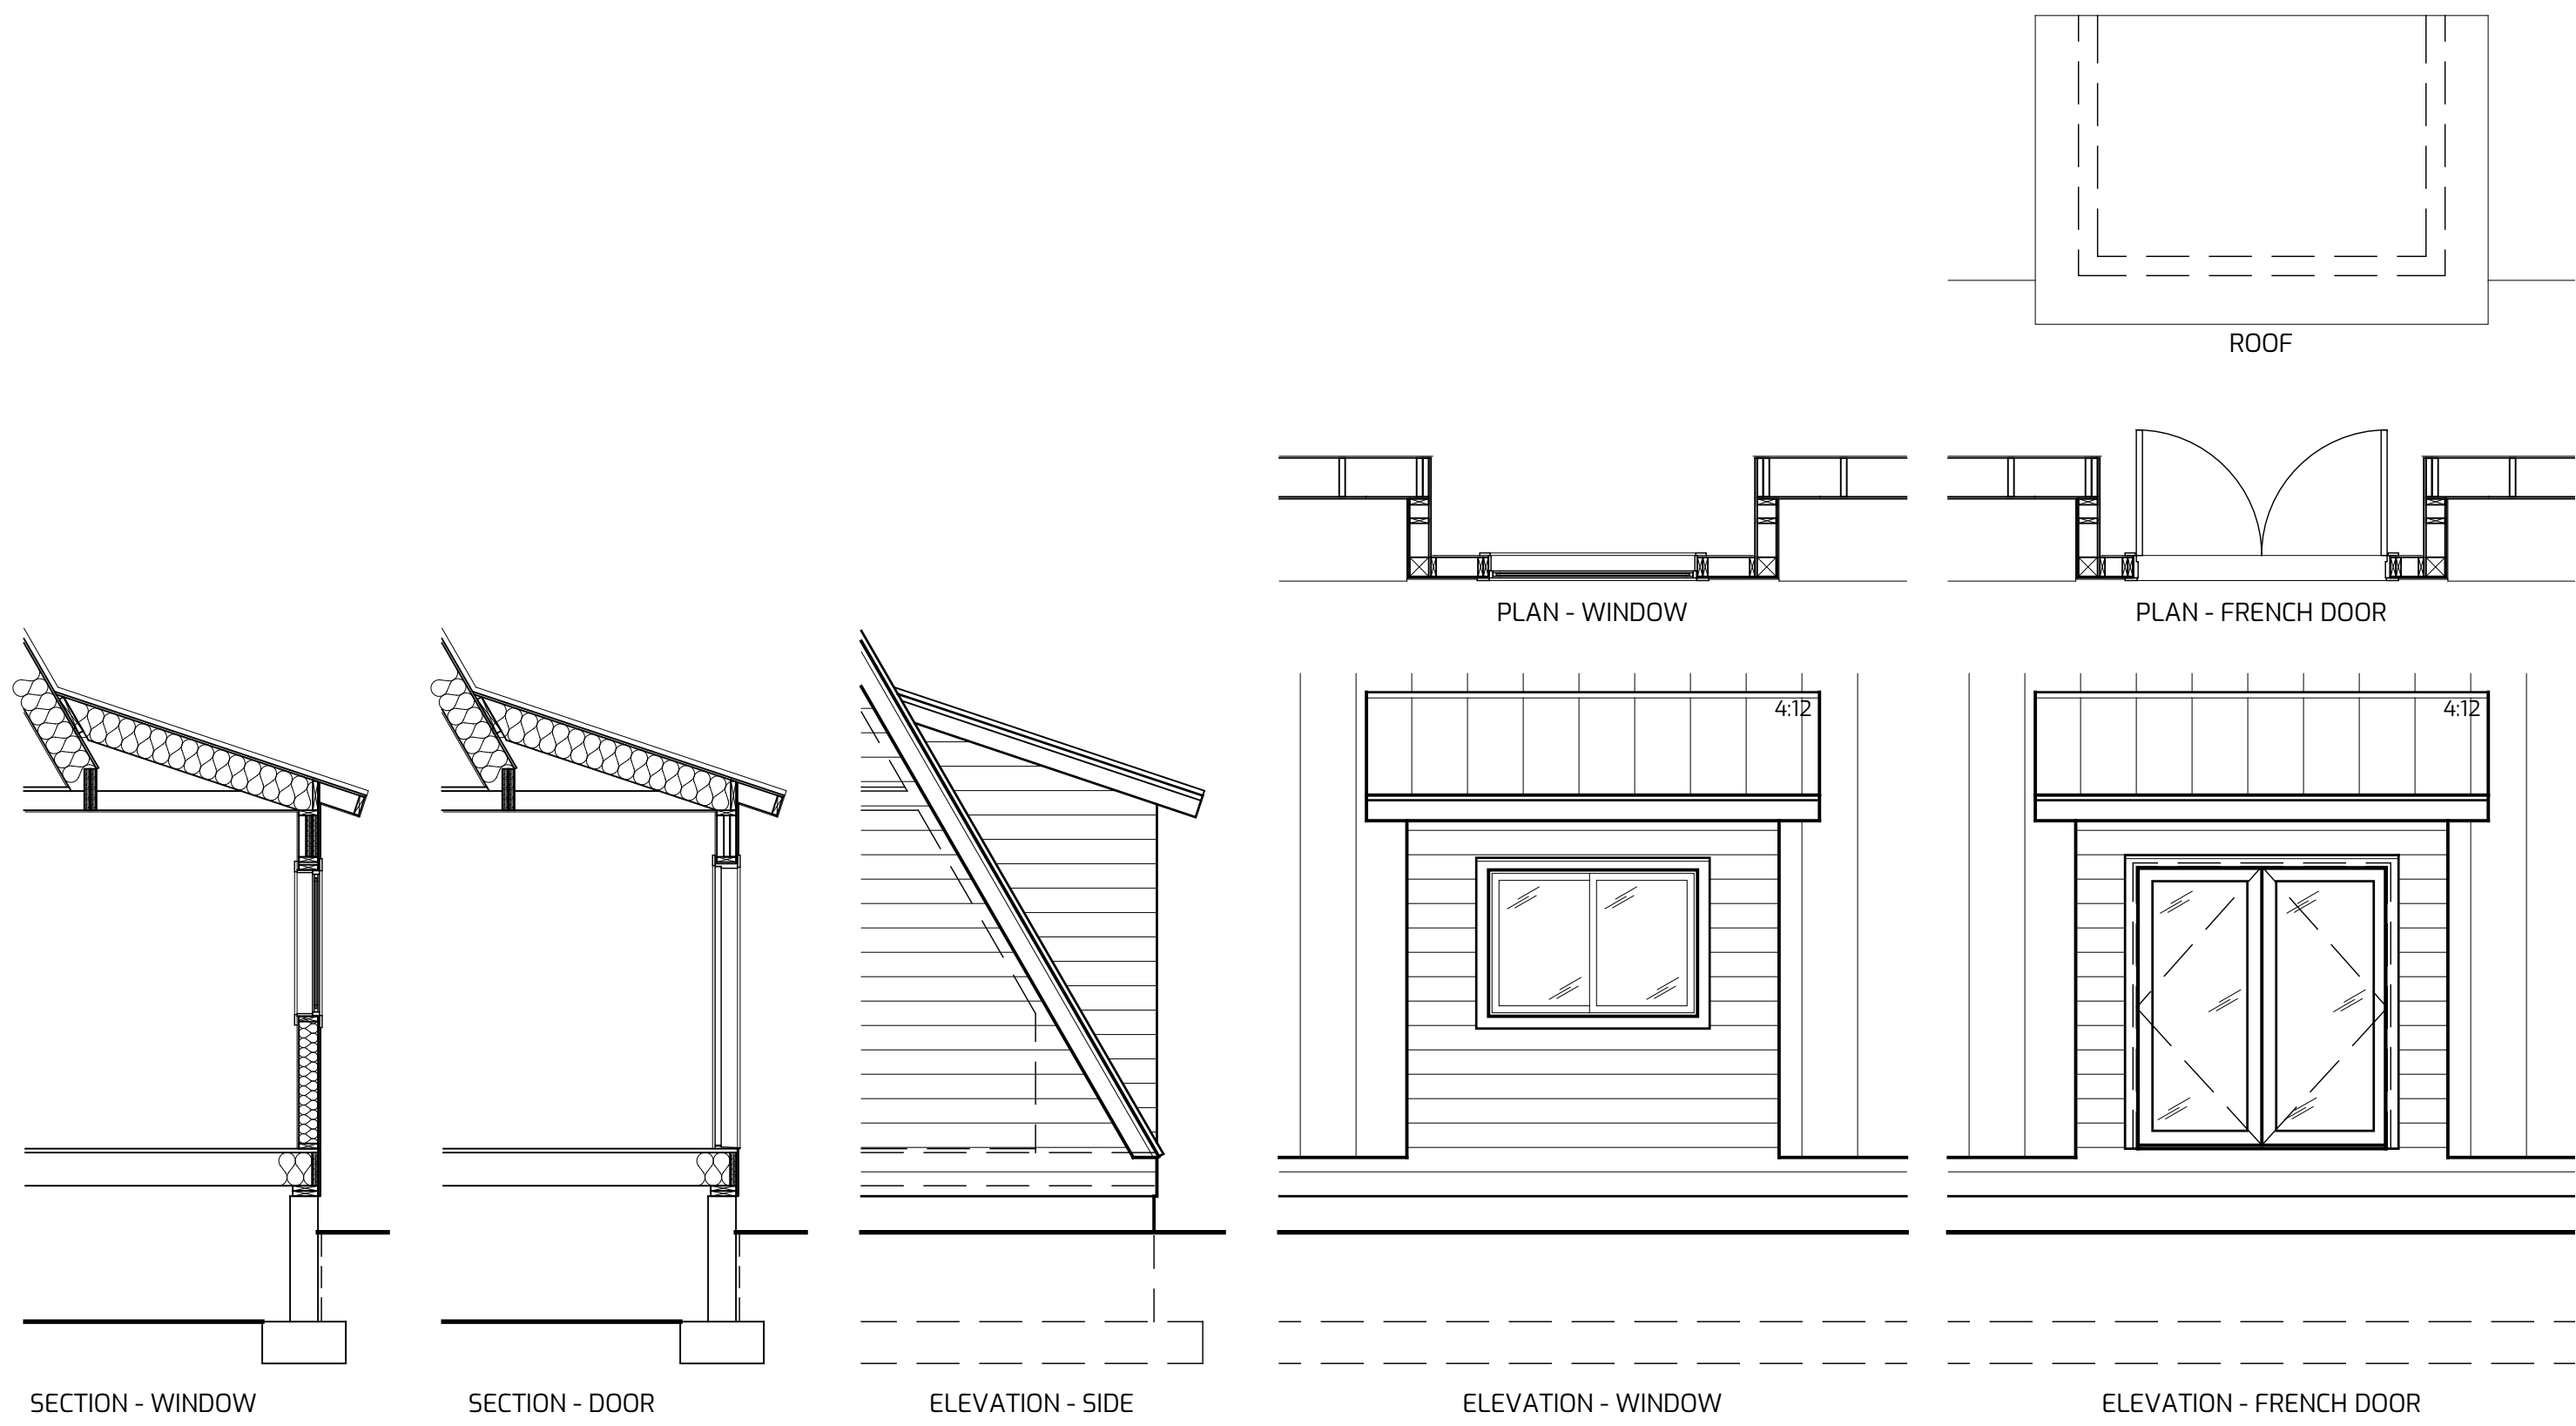 ROOF
PLAN - WINDOW
PLAN - FRENCH DOOR
4:12
4:12
SECTION - WINDOW
SECTION - DOOR
ELEVATION - SIDE
ELEVATION - WINDOW
ELEVATION - FRENCH DOOR